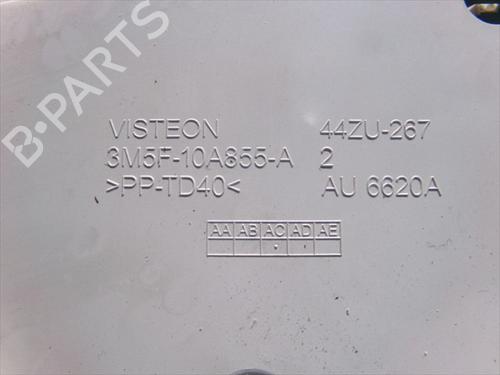 B-PARTS
VISTEON 44ZU-267
3M5F-10A855-A 2
>PP-TD40< AU 6620A
AA AB AC AD AE